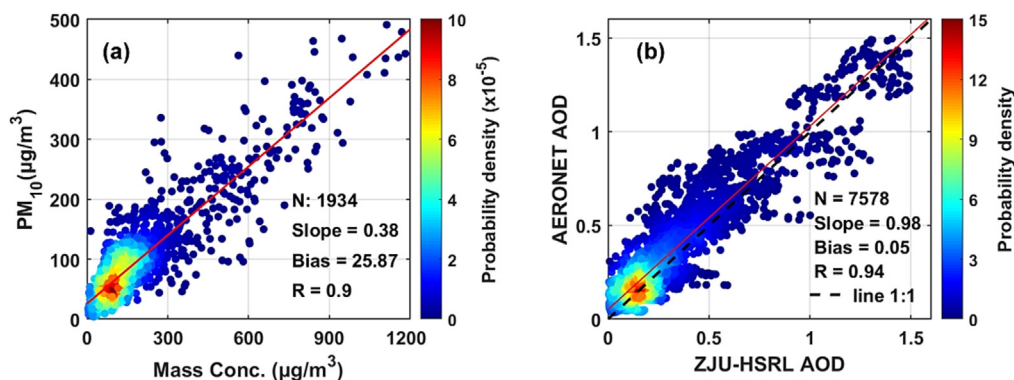 (a)
PM10(µg/m³)
500
400
300
200
100
0
N: 1934
Slope = 0.38
Bias = 25.87
R = 0.9
0 300 600 900 1200
Mass Conc. (µg/m³)
10
8
6
4
2
0
Probability density (x10⁻⁵)
(b)
AERONET AOD
1.5
1
0.5
0
N = 7578
Slope = 0.98
Bias = 0.05
R = 0.94
line 1:1
0 0.5 1 1.5
ZJU-HSRL AOD
15
12
9
6
3
0
Probability density